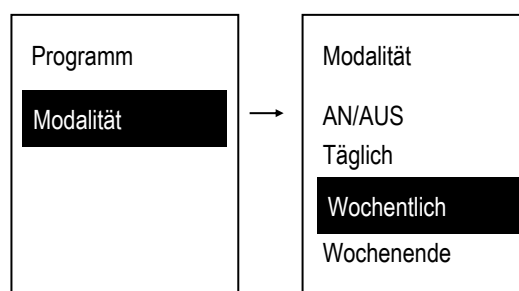 Programm
Modalität
Modalität
AN/AUS
Täglich
Wochentlich
Wochenende